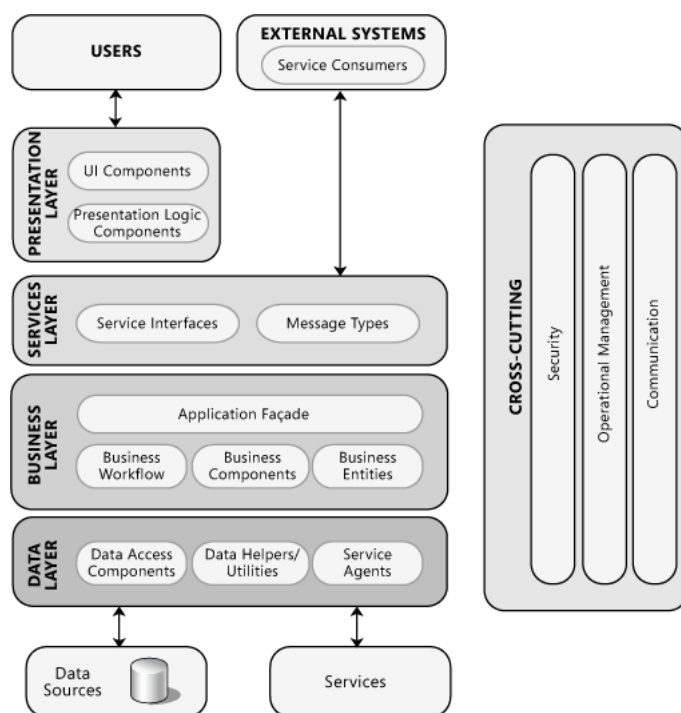 USERS
EXTERNAL SYSTEMS
Service Consumers
PRESENTATION
LAYER
UI Components
Presentation Logic
Components
SERVICES
LAYER
Service Interfaces
Message Types
BUSINESS
LAYER
Application Façade
Business
Workflow
Business
Components
Business
Entities
DATA
LAYER
Data Access
Components
Data Helpers/
Utilities
Service
Agents
Data
Sources
Services
CROSS-CUTTING
Security
Operational Management
Communication